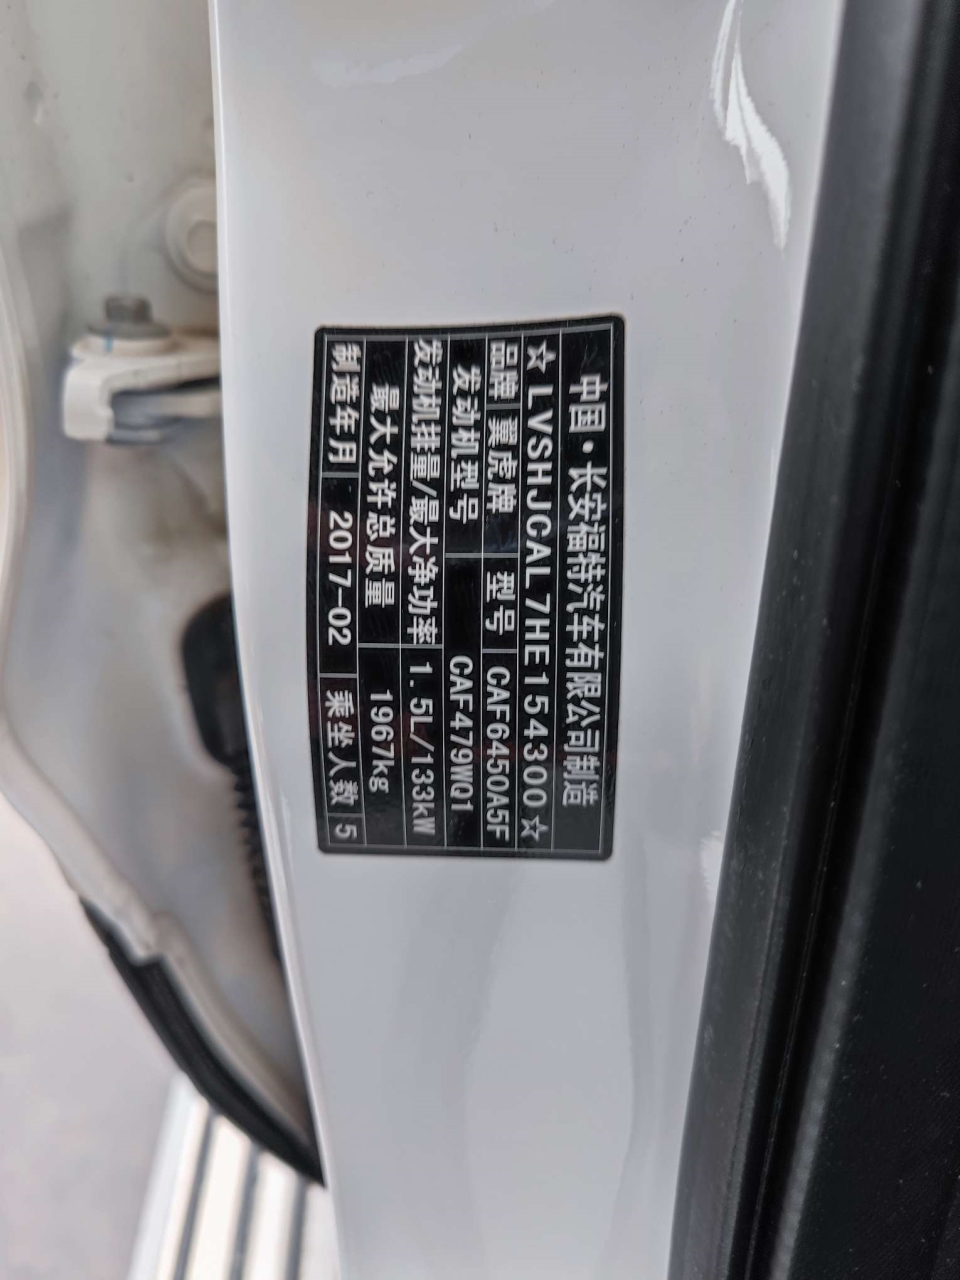 中国·长安福特汽车有限公司制造
☆LVSHJCAL7HE154300☆
品牌 翼虎牌 型号 CAF6450A5F
发动机型号 CAF479WQ1
发动机排量/最大净功率 1.5L/133kW
最大允许总质量 1967kg
制造年月 2017-02 乘坐人数 5